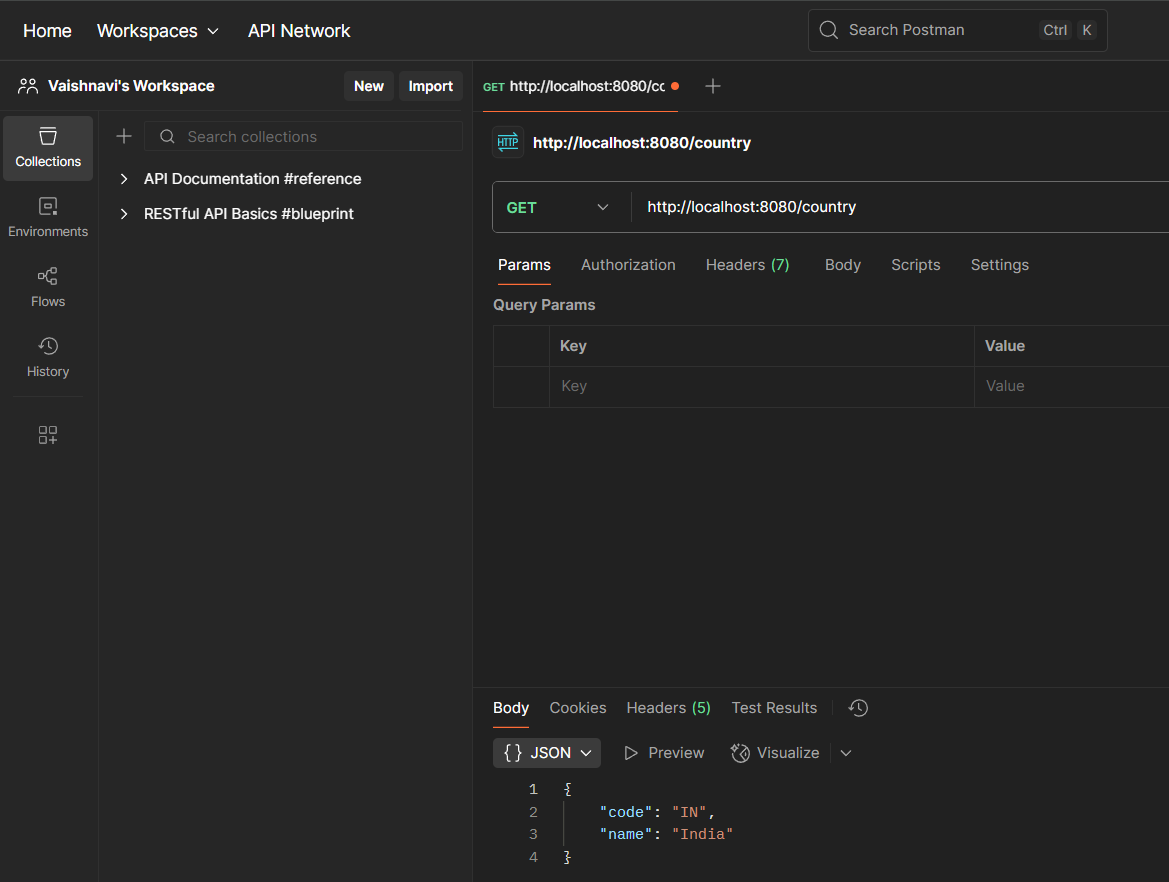 Home Workspaces API Network Search Postman Ctrl K
Vaishnavi's Workspace New Import
GET http://localhost:8080/cc
Collections
Search collections
API Documentation #reference
RESTful API Basics #blueprint
Environments
Flows
History
HTTP http://localhost:8080/country
GET http://localhost:8080/country
Params Authorization Headers (7) Body Scripts Settings
Query Params
Key Value
Key Value
Body Cookies Headers (5) Test Results
{} JSON Preview Visualize
1 {
2 "code": "IN",
3 "name": "India"
4 }